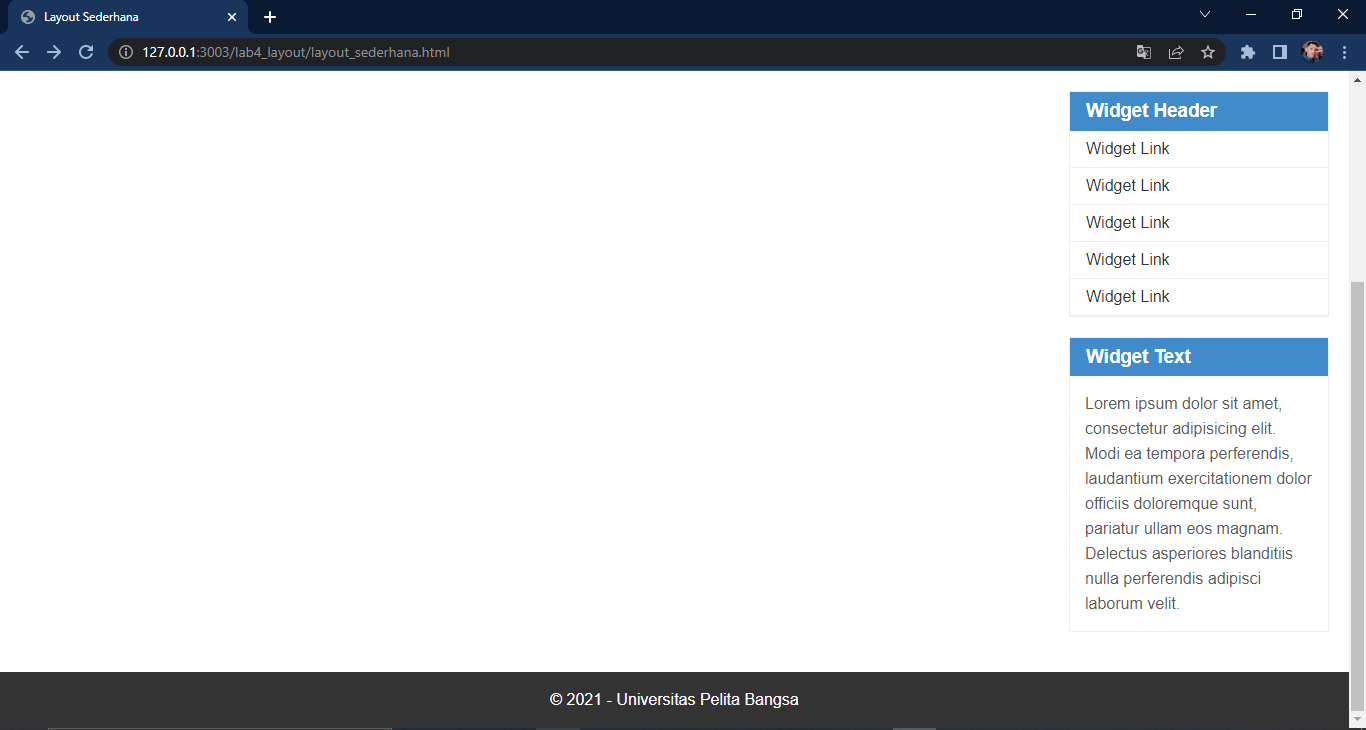 Layout Sederhana
127.0.0.1:3003/lab4_layout/layout_sederhana.html
Widget Header
Widget Link
Widget Link
Widget Link
Widget Link
Widget Link
Widget Text
Lorem ipsum dolor sit amet,
consectetur adipisicing elit.
Modi ea tempora perferendis,
laudantium exercitationem dolor
officiis doloremque sunt,
pariatur ullam eos magnam.
Delectus asperiores blanditiis
nulla perferendis adipisci
laborum velit.
© 2021 - Universitas Pelita Bangsa